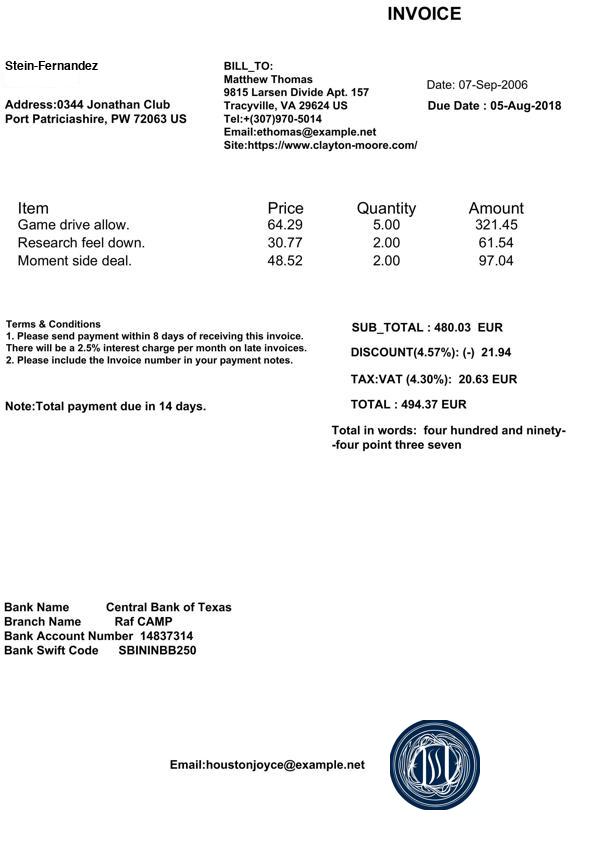 INVOICE
Stein-Fernandez
Address:0344 Jonathan Club
Port Patriciashire, PW 72063 US
BILL_TO:
Matthew Thomas
9815 Larsen Divide Apt. 157
Tracyville, VA 29624 US
Tel:+(307)970-5014
Email:ethomas@example.net
Site:https://www.clayton-moore.com/
Date: 07-Sep-2006
Due Date : 05-Aug-2018
Item Price Quantity Amount
Game drive allow. 64.29 5.00 321.45
Research feel down. 30.77 2.00 61.54
Moment side deal. 48.52 2.00 97.04
Terms & Conditions
1. Please send payment within 8 days of receiving this invoice.
There will be a 2.5% interest charge per month on late invoices.
2. Please include the Invoice number in your payment notes.
Note:Total payment due in 14 days.
SUB_TOTAL : 480.03 EUR
DISCOUNT(4.57%): (-) 21.94
TAX:VAT (4.30%): 20.63 EUR
TOTAL : 494.37 EUR
Total in words: four hundred and ninety-
-four point three seven
Bank Name Central Bank of Texas
Branch Name Raf CAMP
Bank Account Number 14837314
Bank Swift Code SBININBB250
Email:houstonjoyce@example.net